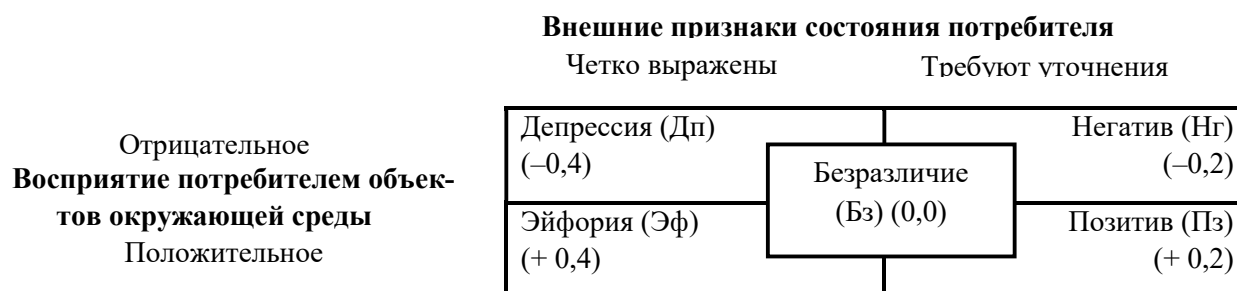 Внешние признаки состояния потребителя
Четко выражены
Требуют уточнения
Отрицательное
Восприятие потребителем объек-
тов окружающей среды
Положительное
Депрессия (Дп)
(–0,4)
Негатив (Нг)
(–0,2)
Безразличие
(Бз) (0,0)
Эйфория (Эф)
(+ 0,4)
Позитив (Пз)
(+ 0,2)